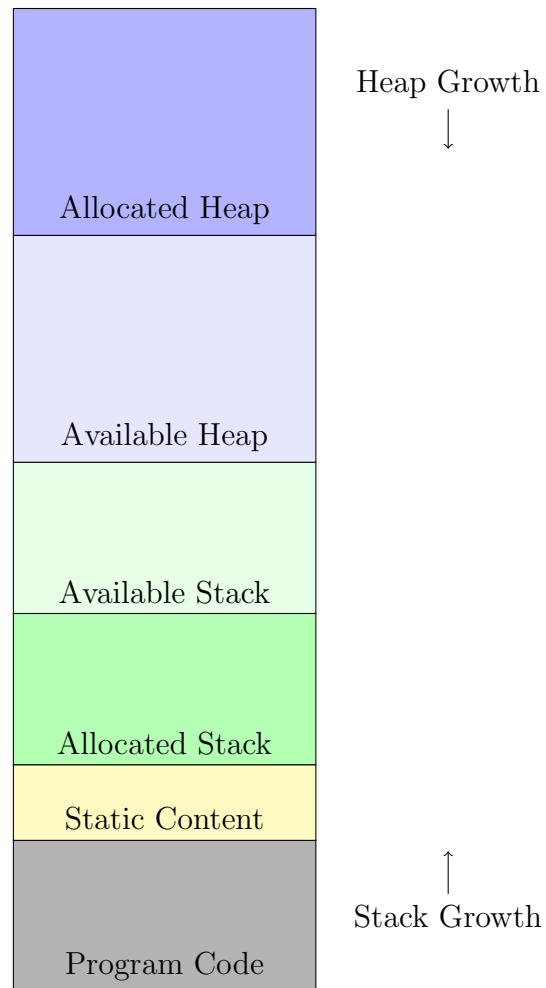 Heap Growth
Allocated Heap
Available Heap
Available Stack
Allocated Stack
Static Content
Stack Growth
Program Code